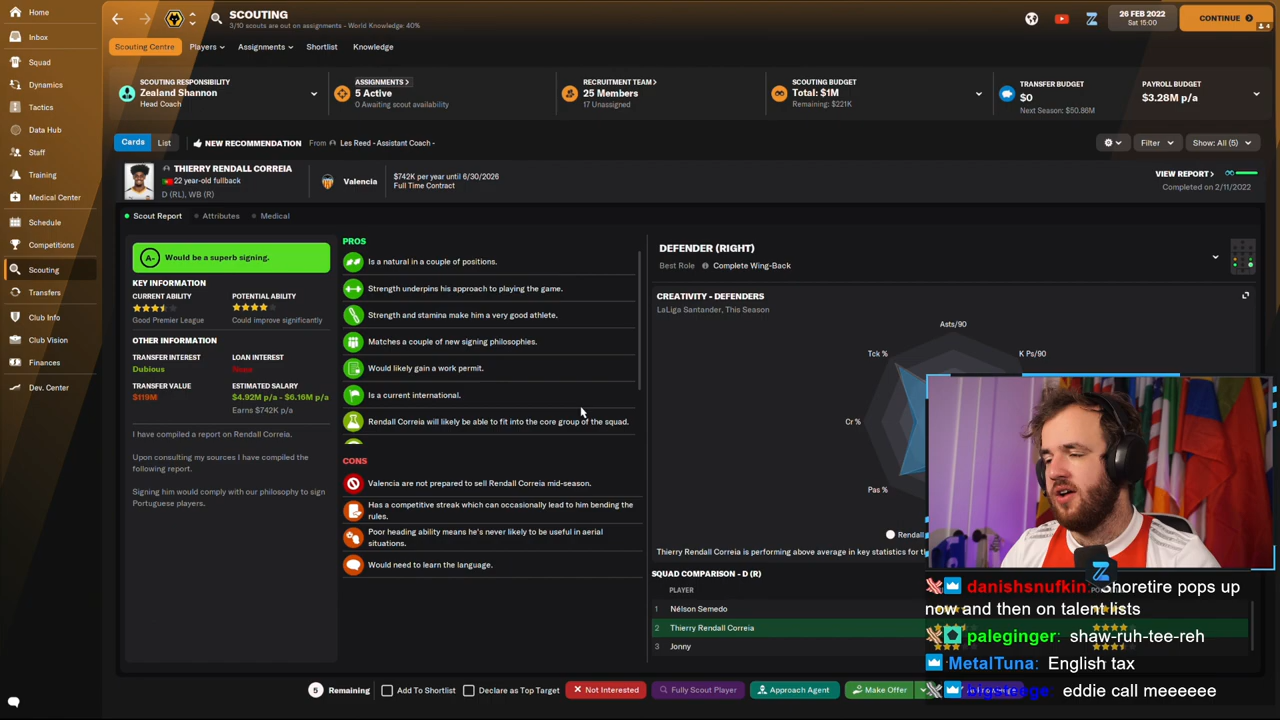 Home
Inbox
Squad
Dynamics
Tactics
Data Hub
Staff
Training
Medical Center
Schedule
Competitions
Scouting
Transfers
Club Info
Club Vision
Finances
Dev. Center
SCOUTING
3/10 scouts are out on assignments - World Knowledge: 40%
26 FEB 2022
Sat 15:00
CONTINUE
4
Scouting Centre
Players
Assignments
Shortlist
Knowledge
SCOUTING RESPONSIBILITY
Zealand Shannon
Head Coach
ASSIGNMENTS >
5 Active
0 Awaiting scout availability
RECRUITMENT TEAM >
25 Members
17 Unassigned
SCOUTING BUDGET
Total: $1M
Remaining: $221K
TRANSFER BUDGET
$0
Next Season: $50.86M
PAYROLL BUDGET
$3.28M p/a
Cards
List
NEW RECOMMENDATION
From Les Reed - Assistant Coach -
Filter
Show: All (5)
THIERRY RENDALL CORREIA
22 year-old fullback
D (RL), WB (R)
Valencia
$742K per year until 6/30/2026
Full Time Contract
VIEW REPORT >
Completed on 2/11/2022
Scout Report
Attributes
Medical
A-
Would be a superb signing.
KEY INFORMATION
CURRENT ABILITY
Good Premier League
POTENTIAL ABILITY
Could improve significantly
OTHER INFORMATION
TRANSFER INTEREST
Dubious
LOAN INTEREST
None
TRANSFER VALUE
$119M
ESTIMATED SALARY
$4.92M p/a - $6.16M p/a
Earns $742K p/a
I have compiled a report on Rendall Correia.
Upon consulting my sources I have compiled the
following report.
Signing him would comply with our philosophy to sign
Portuguese players.
PROS
Is a natural in a couple of positions.
Strength underpins his approach to playing the game.
Strength and stamina make him a very good athlete.
Matches a couple of new signing philosophies.
Would likely gain a work permit.
Is a current international.
Rendall Correia will likely be able to fit into the core group of the squad.
CONS
Valencia are not prepared to sell Rendall Correia mid-season.
Has a competitive streak which can occasionally lead to him bending the
rules.
Poor heading ability means he's never likely to be useful in aerial
situations.
Would need to learn the language.
DEFENDER (RIGHT)
Best Role Complete Wing-Back
CREATIVITY - DEFENDERS
LaLiga Santander, This Season
Asts/90
Tck %
K Ps/90
Cr %
Pas %
Rendall
Thierry Rendall Correia is performing above average in key statistics for
SQUAD COMPARISON - D (R)
PLAYER
1 Nélson Semedo
2 Thierry Rendall Correia
3 Jonny
5 Remaining
Add To Shortlist
Declare as Top Target
Not Interested
Fully Scout Player
Approach Agent
Make Offer
danishsnufkin: Shoretire pops up
now and then on talent lists
paleginger: shaw-ruh-tee-reh
MetalTuna: English tax
eddie call meeeeee